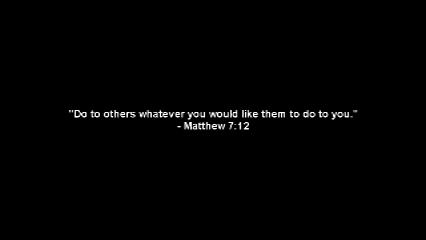 "Do to others whatever you would like them to do to you."
- Matthew 7:12